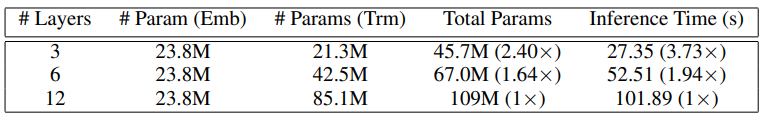 # Layers # Param (Emb) # Params (Trm) Total Params Inference Time (s)
3 23.8M 21.3M 45.7M (2.40×) 27.35 (3.73×)
6 23.8M 42.5M 67.0M (1.64×) 52.51 (1.94×)
12 23.8M 85.1M 109M (1×) 101.89 (1×)